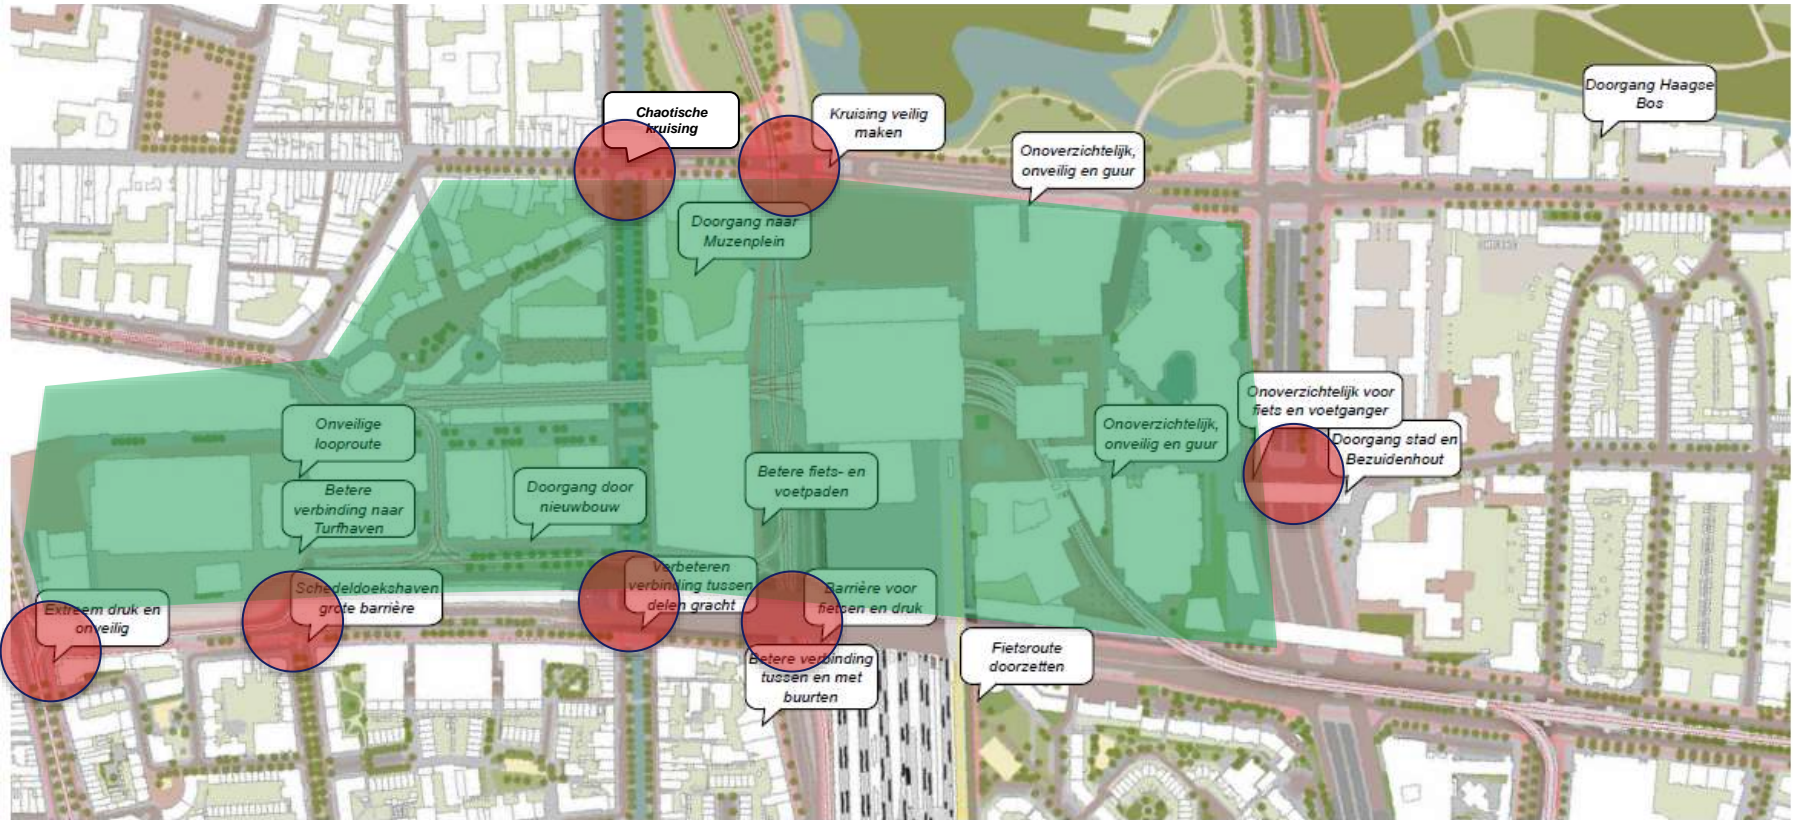 Chaotische
kruising
Kruising veilig
maken
Doorgang Haagse
Bos
Onoverzichtelijk,
onveilig en guur
Doorgang naar
Muzenplein
Onoverzichtelijk voor
fiets en voetganger
Onveilige
looproute
Onoverzichtelijk,
onveilig en guur
Doorgang stad en
Bezuidenhout
Betere fiets- en
voetpaden
Doorgang door
nieuwbouw
Betere
verbinding naar
Turfhaven
Verbeteren
verbinding tussen
delen gracht
Schedeldoekshaven
grote barrière
Barrière voor
fietsen en druk
Extreem druk en
onveilig
Fietsroute
doorzetten
Betere verbinding
tussen en met
buurten